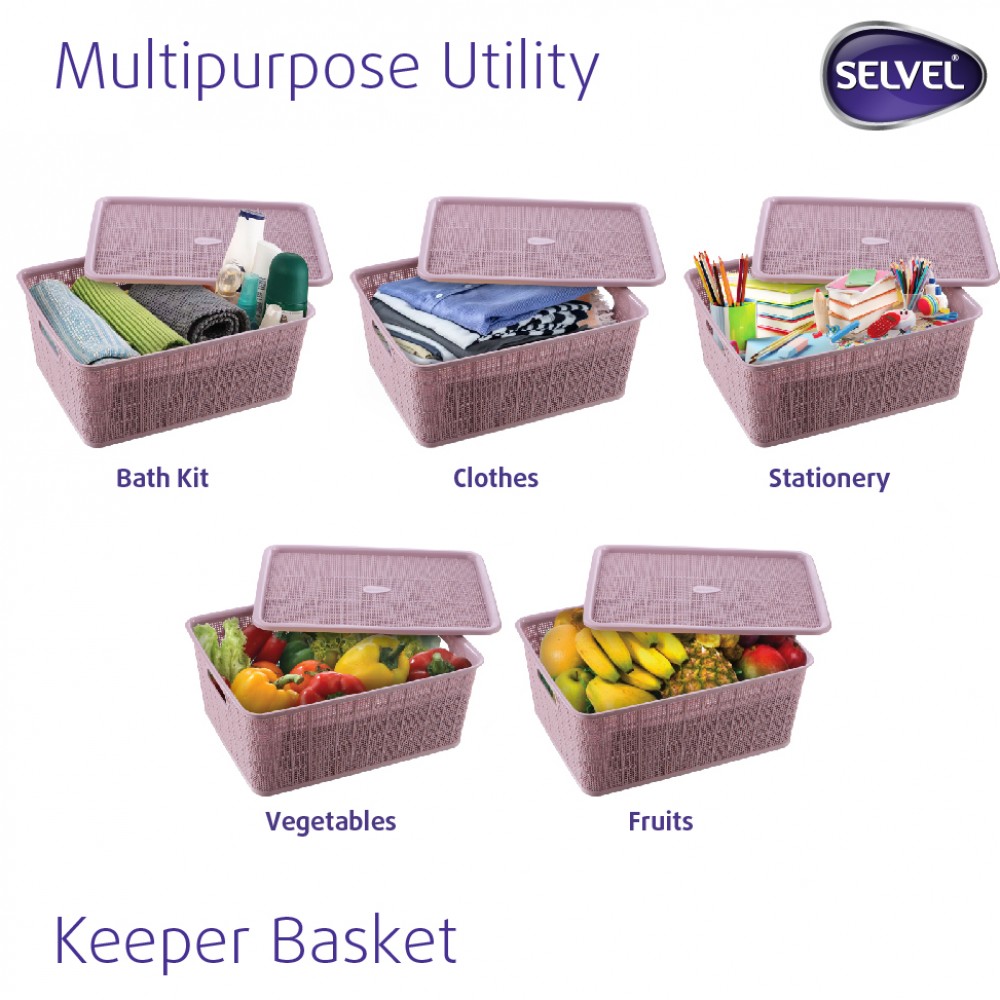 Multipurpose Utility
SELVEL®
Bath Kit
Clothes
Stationery
Vegetables
Fruits
Keeper Basket